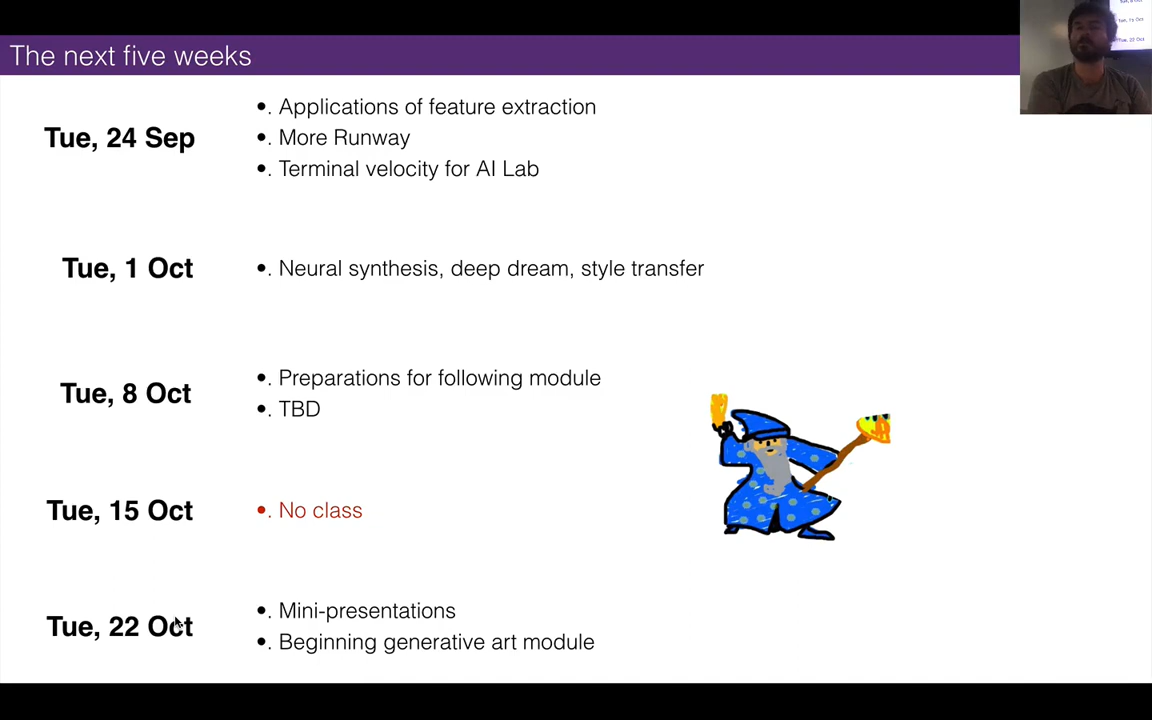 The next five weeks
Tue, 24 Sep
•. Applications of feature extraction
•. More Runway
•. Terminal velocity for AI Lab
Tue, 1 Oct
•. Neural synthesis, deep dream, style transfer
Tue, 8 Oct
•. Preparations for following module
•. TBD
Tue, 15 Oct
•. No class
Tue, 22 Oct
•. Mini-presentations
•. Beginning generative art module